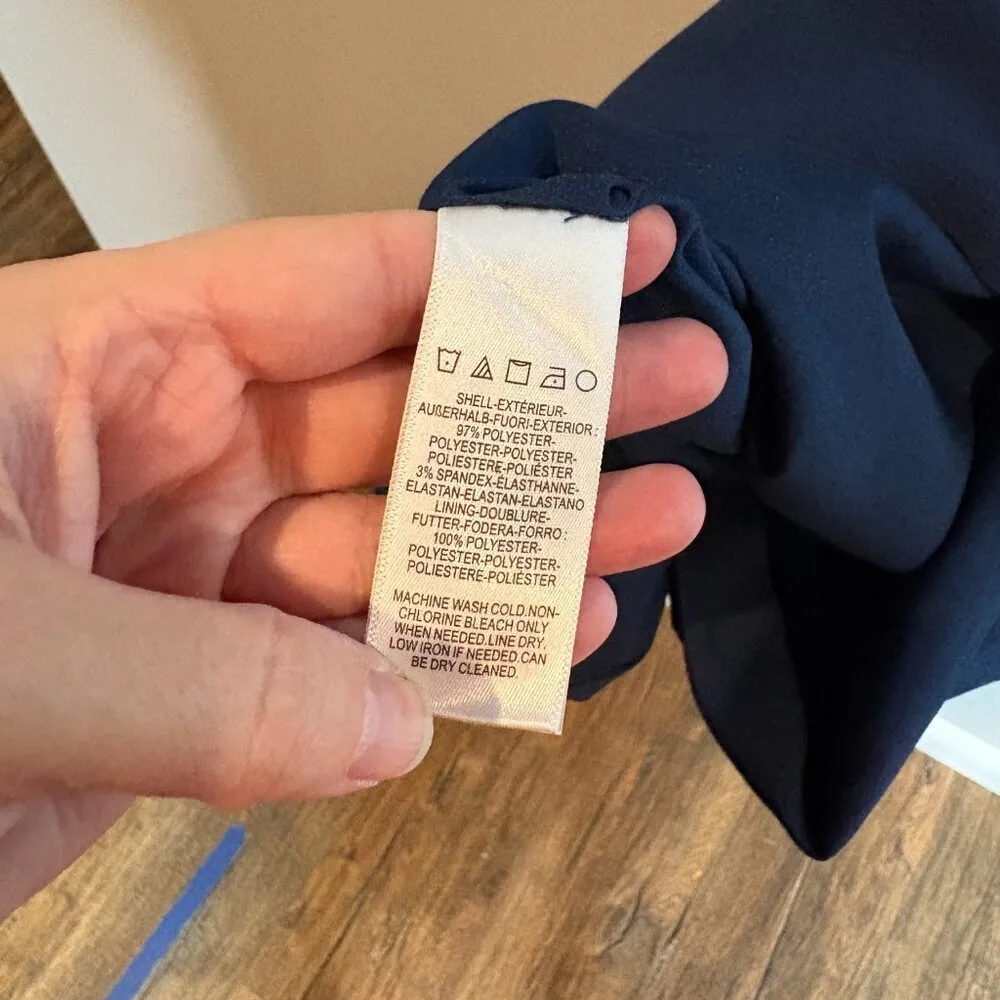 SHELL-EXTÉRIEUR-
AUßERHALB-FUORI-EXTERIOR:
97% POLYESTER-
POLYESTER-POLYESTER-
POLIESTERE-POLIÉSTER
3% SPANDEX-ÉLASTHANNE-
ELASTAN-ELASTAN-ELASTANO
LINING-DOUBLURE-
FUTTER-FODERA-FORRO:
100% POLYESTER-
POLYESTER-POLYESTER-
POLIESTERE-POLIÉSTER
MACHINE WASH COLD.NON-
CHLORINE BLEACH ONLY
WHEN NEEDED.LINE DRY.
LOW IRON IF NEEDED.CAN
BE DRY CLEANED.